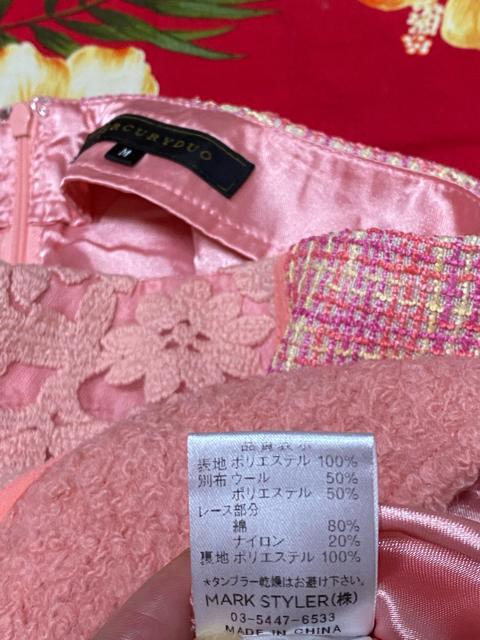 MERCURYDUO
M
品質表示
表地 ポリエステル 100%
別布 ウール 50%
ポリエステル 50%
レース部分
綿 80%
ナイロン 20%
裏地 ポリエステル 100%
*タンブラー乾燥はお避け下さい。
MARK STYLER(株)
03-5447-6533
MADE IN CHINA